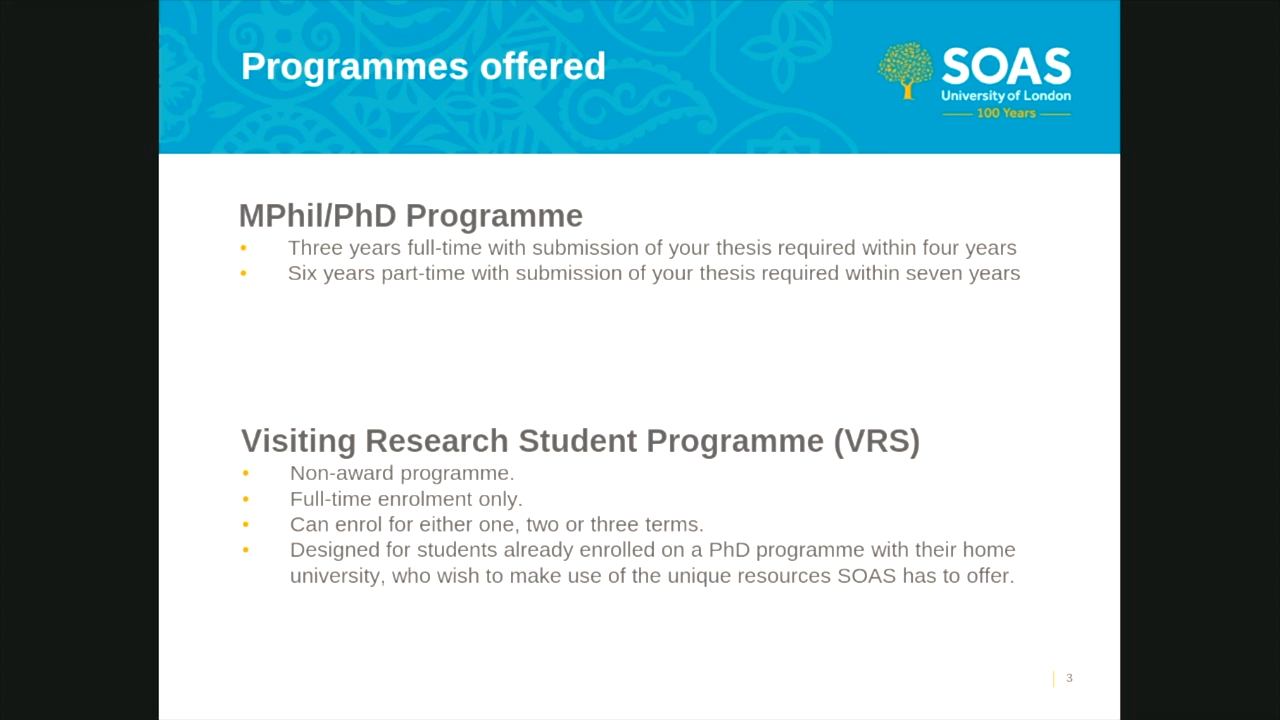 Programmes offered
SOAS
University of London
100 Years
MPhil/PhD Programme
• Three years full-time with submission of your thesis required within four years
• Six years part-time with submission of your thesis required within seven years
Visiting Research Student Programme (VRS)
• Non-award programme.
• Full-time enrolment only.
• Can enrol for either one, two or three terms.
• Designed for students already enrolled on a PhD programme with their home
university, who wish to make use of the unique resources SOAS has to offer.
3